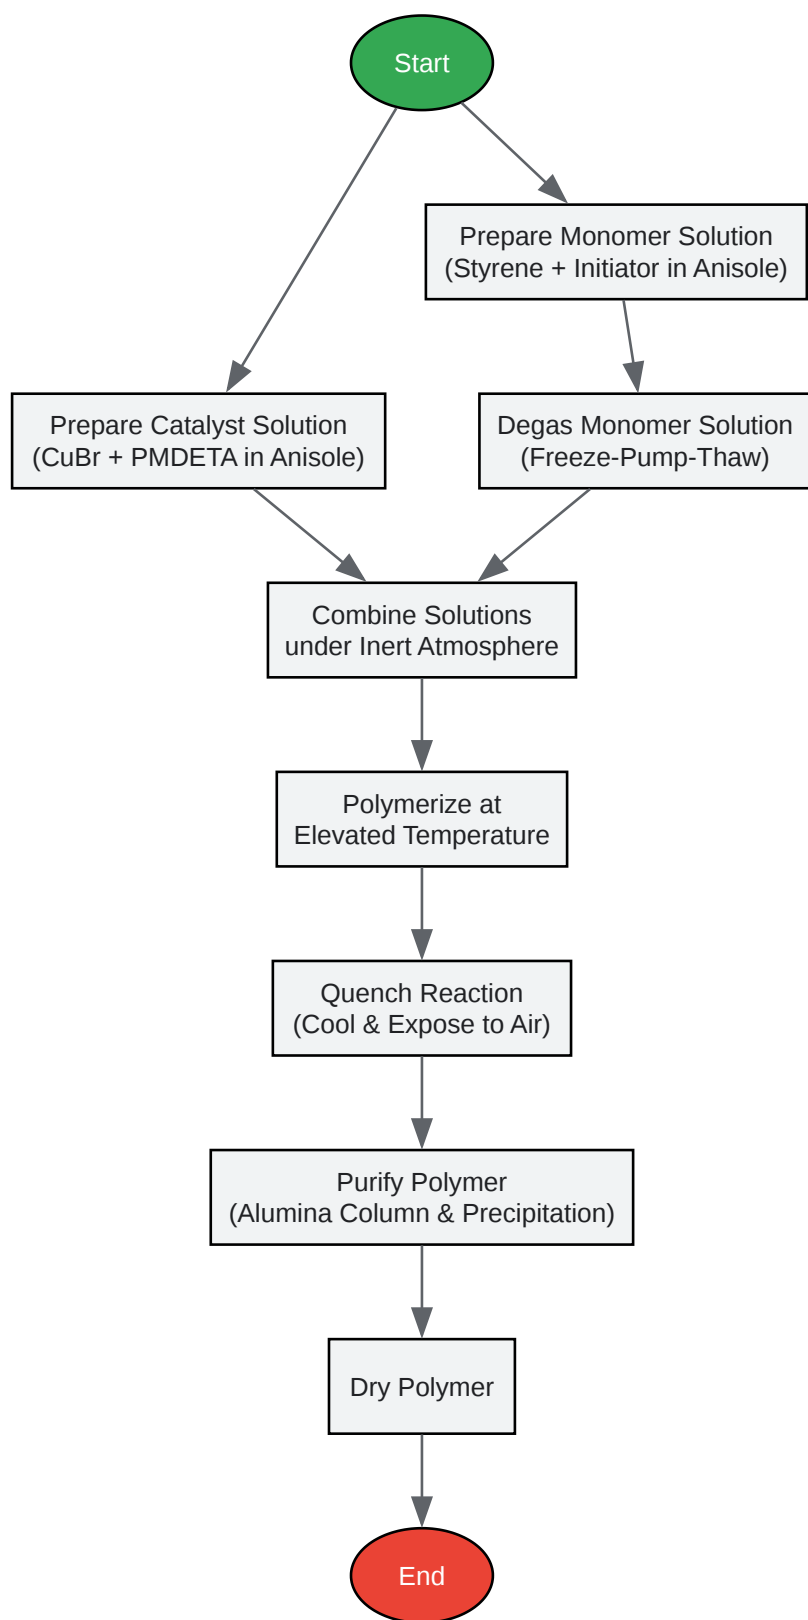 Start
Prepare Monomer Solution
(Styrene + Initiator in Anisole)
Prepare Catalyst Solution
(CuBr + PMDETA in Anisole)
Degas Monomer Solution
(Freeze-Pump-Thaw)
Combine Solutions
under Inert Atmosphere
Polymerize at
Elevated Temperature
Quench Reaction
(Cool & Expose to Air)
Purify Polymer
(Alumina Column & Precipitation)
Dry Polymer
End